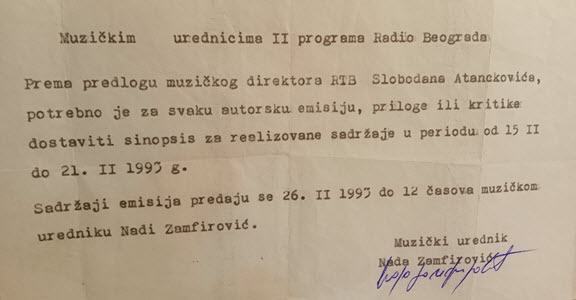 Muzičkim urednicima II programa Radio Beograda
Prema predlogu muzičkog direktora RTB Slobodana Atanckovića,
potrebno je za svaku autorsku emisiju, priloge ili kritike
dostaviti sinopsis za realizovane sadržaje u periodu od 15 II
do 21. II 1993 g.
Sadržaji emisija predaju se 26. II 1993 do 12 časova muzičkom
uredniku Nadi Zamfirović.
Muzički urednik
Nada Zamfirović